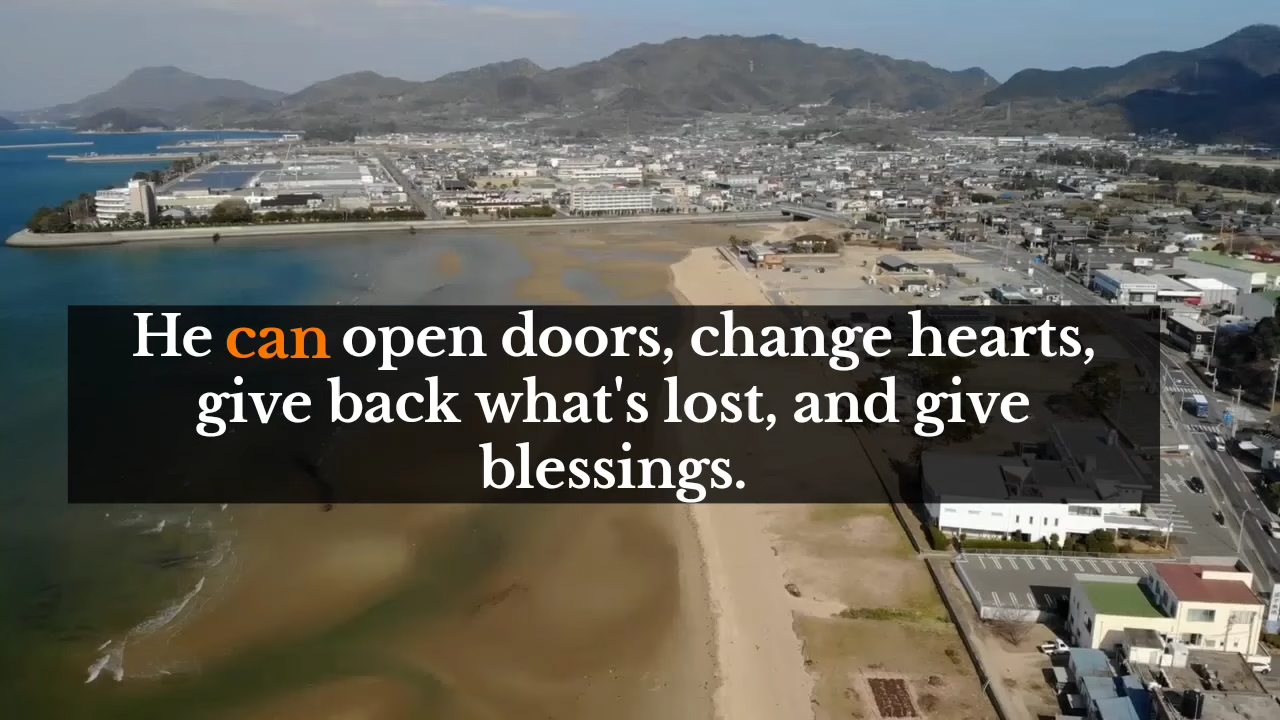 He can open doors, change hearts,
give back what's lost, and give
blessings.